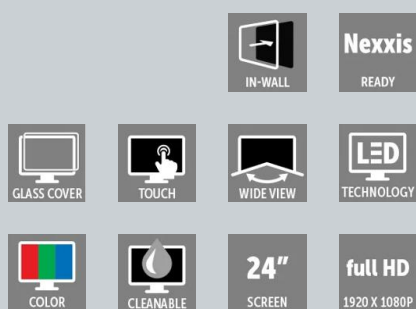 IN-WALL
Nexxis
READY
GLASS COVER
TOUCH
WIDE VIEW
LED
TECHNOLOGY
COLOR
CLEANABLE
24"
SCREEN
full HD
1920 X 1080P